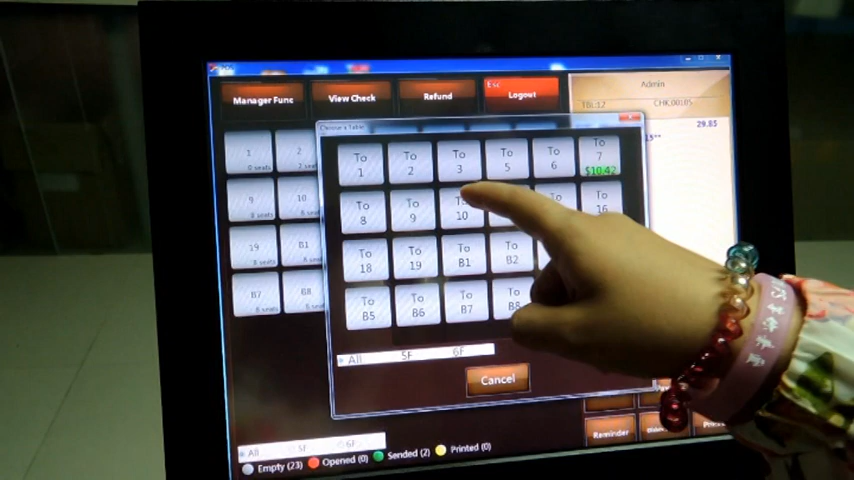 Manager Func
View Check
Refund
Esc
Logout
Admin
TBL:12
CHK:00105
29.85
Choose a Table
1
0 seats
2
9
8 seats
10
19
8 seats
B1
B7
8 seats
B8
To 1
To 2
To 3
To 5
To 6
To 7
$10.42
To 8
To 9
To 10
To
16
To 18
To 19
To B1
To B2
To B5
To B6
To B7
To B8
All
5F
6F
Cancel
All
5F
6F
Empty (23)
Opened (0)
Sended (2)
Printed (0)
Reminder